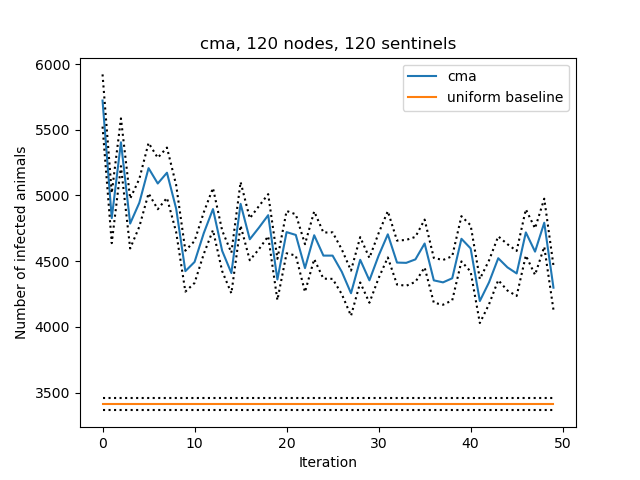 cma, 120 nodes, 120 sentinels
cma
uniform baseline
Number of infected animals
6000
5500
5000
4500
4000
3500
0 10 20 30 40 50
Iteration